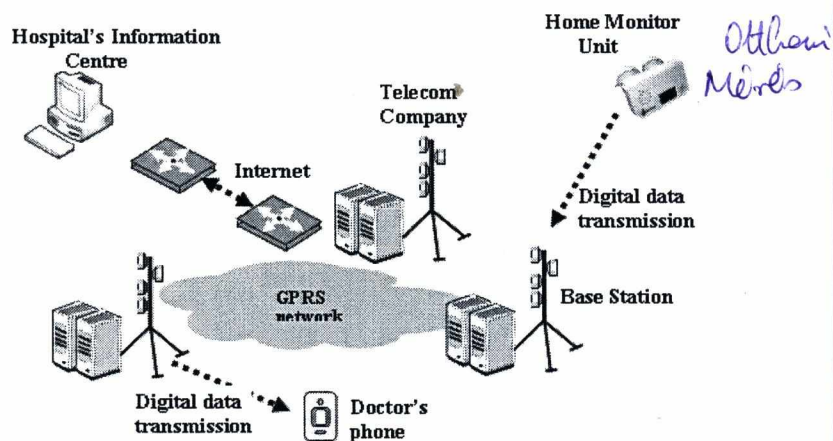 Hospital's Information
Centre
Home Monitor
Unit
Otthoni
Mérés
Telecom
Company
Internet
Digital data
transmission
GPRS
network
Base Station
Digital data
transmission
Doctor's
phone